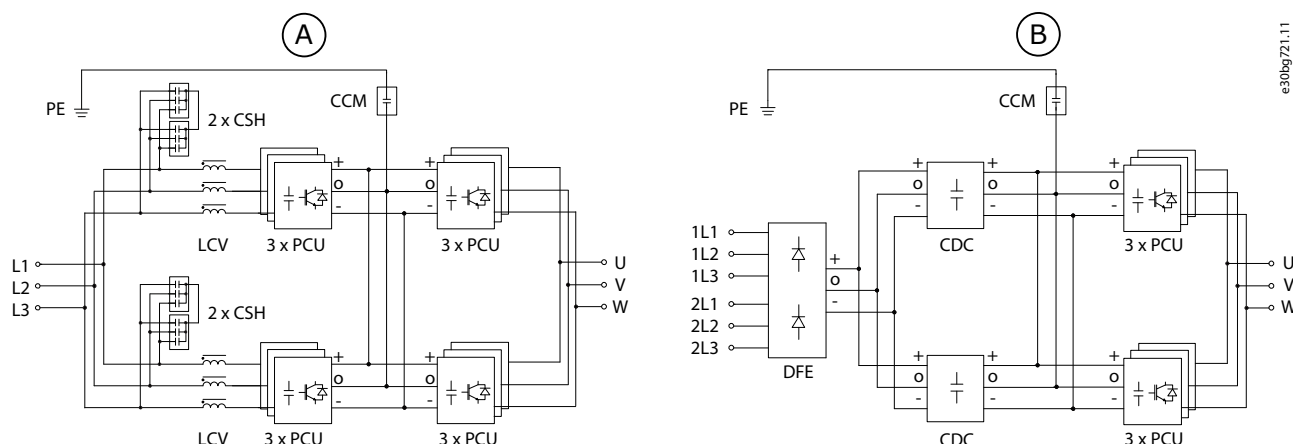 A
PE
CCM
2 x CSH
+
o
-
+
o
-
LCV
3 x PCU
3 x PCU
L1
L2
L3
U
V
W
2 x CSH
+
o
-
+
o
-
LCV
3 x PCU
3 x PCU
B
e30bg721.11
PE
CCM
+
o
-
+
o
-
+
o
-
CDC
3 x PCU
1L1
1L2
1L3
2L1
2L2
2L3
+
o
-
DFE
U
V
W
+
o
-
+
o
-
+
o
-
CDC
3 x PCU